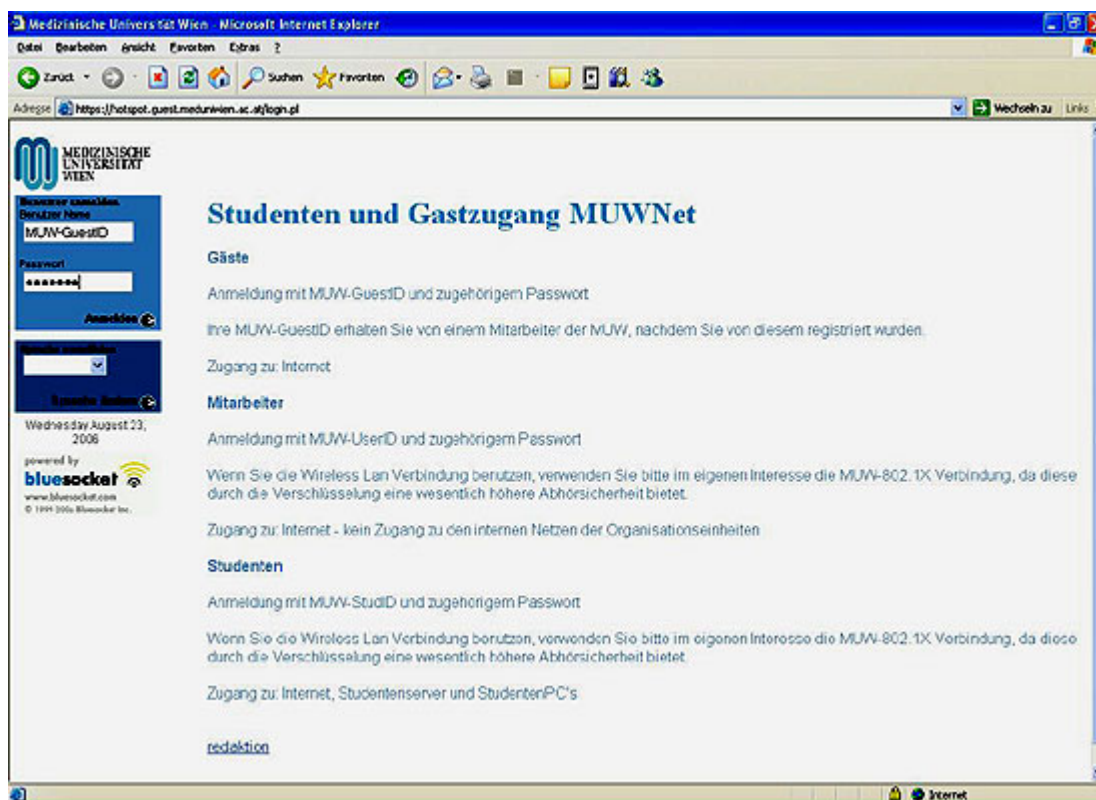 Medizinische Universität Wien - Microsoft Internet Explorer
Datei Bearbeiten Ansicht Favoriten Extras ?
Zurück Suchen Favoriten
Adresse https://hotspot.guest.meduniwien.ac.at/login.pl Wechseln zu Links
MEDIZINISCHE
UNIVERSITÄT
WIEN
Benutzer anmelden
Benutzer Name
MUW-GuestID
Passwort
Anmelden
Wednesday August 23,
2006
powered by
bluesocket
www.bluesocket.com
Studenten und Gastzugang MUWNet
Gäste
Anmeldung mit MUW-GuestID und zugehörigem Passwort
Ihre MUW-GuestID erhalten Sie von einem Mitarbeiter der MUW, nachdem Sie von diesem registriert wurden.
Zugang zu: Internet
Mitarbeiter
Anmeldung mit MUW-UserID und zugehörigem Passwort
Wenn Sie die Wireless Lan Verbindung benutzen, verwenden Sie bitte im eigenen Interesse die MUW-802.1X Verbindung, da diese
durch die Verschlüsselung eine wesentlich höhere Abhörsicherheit bietet.
Zugang zu: Internet - kein Zugang zu den internen Netzen der Organisationseinheiten
Studenten
Anmeldung mit MUW-StudID und zugehörigem Passwort
Wenn Sie die Wireless Lan Verbindung benutzen, verwenden Sie bitte im eigenen Interesse die MUW-802.1X Verbindung, da diese
durch die Verschlüsselung eine wesentlich höhere Abhörsicherheit bietet.
Zugang zu: Internet, Studentenserver und StudentenPC's
redaktion
Internet